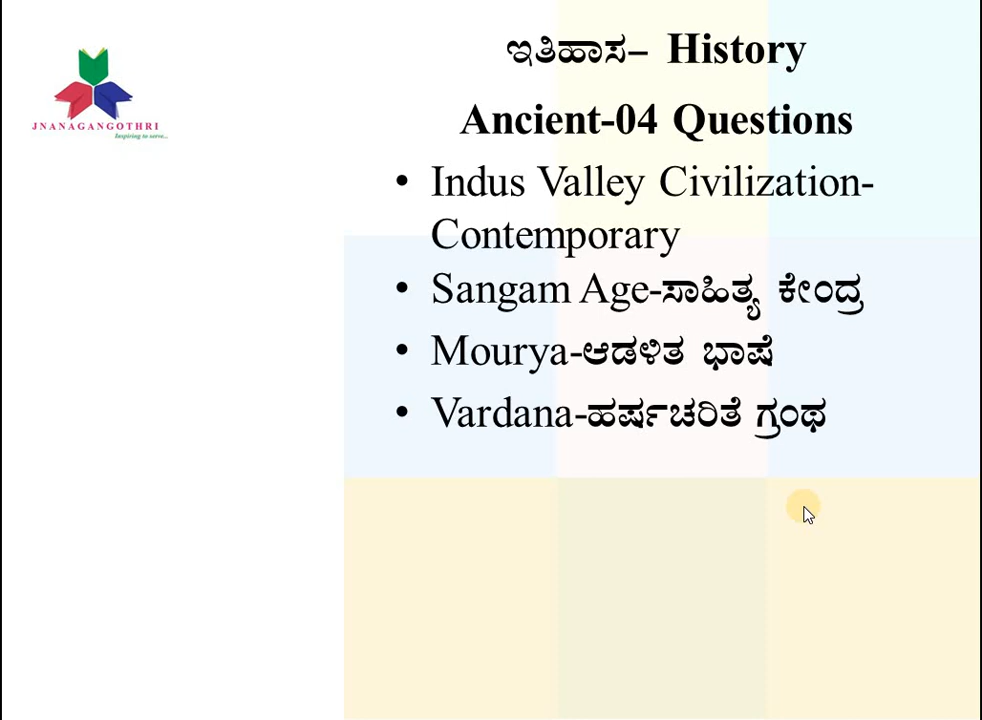 ಇತಿಹಾಸ– History
Ancient-04 Questions
• Indus Valley Civilization-
Contemporary
• Sangam Age-ಸಾಹಿತ್ಯ ಕೇಂದ್ರ
• Mourya-ಆಡಳಿತ ಭಾಷೆ
• Vardana-ಹರ್ಷಚರಿತೆ ಗ್ರಂಥ
JNANAGANGOTHRI
Inspiring to serve...